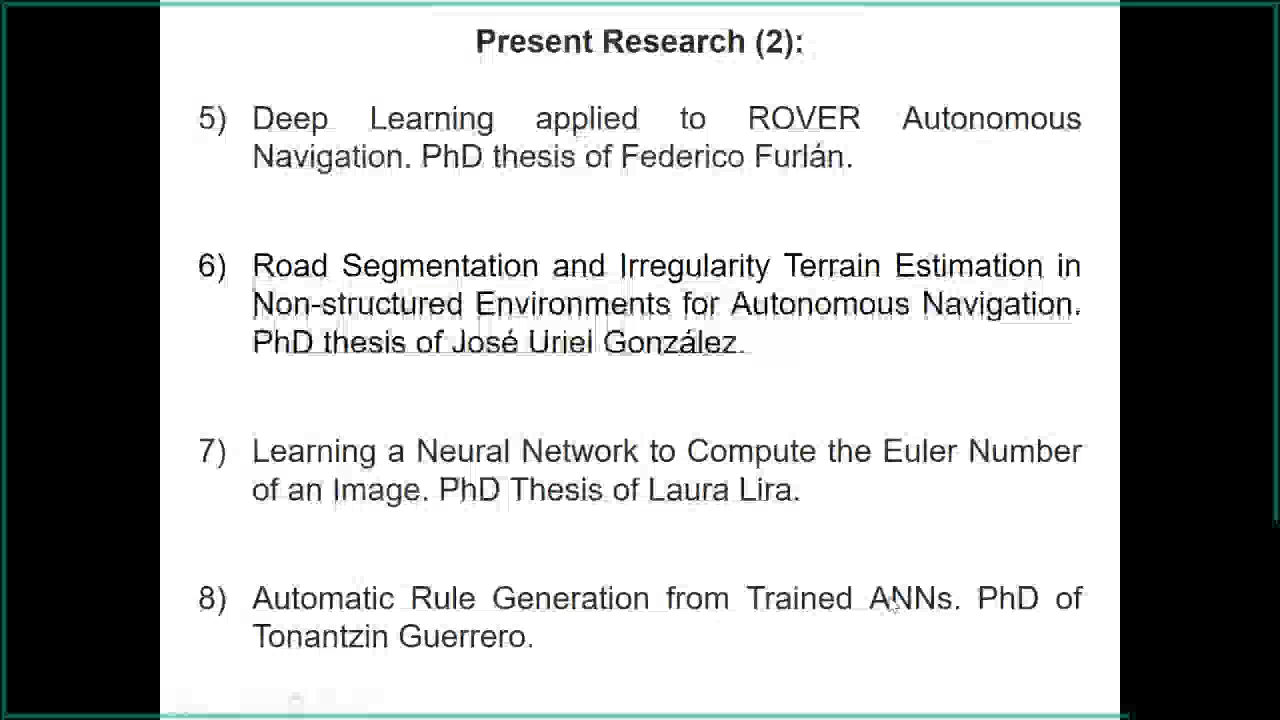 Present Research (2):
5) Deep Learning applied to ROVER Autonomous
Navigation. PhD thesis of Federico Furlán.
6) Road Segmentation and Irregularity Terrain Estimation in
Non-structured Environments for Autonomous Navigation.
PhD thesis of José Uriel González.
7) Learning a Neural Network to Compute the Euler Number
of an Image. PhD Thesis of Laura Lira.
8) Automatic Rule Generation from Trained ANNs. PhD of
Tonantzin Guerrero.